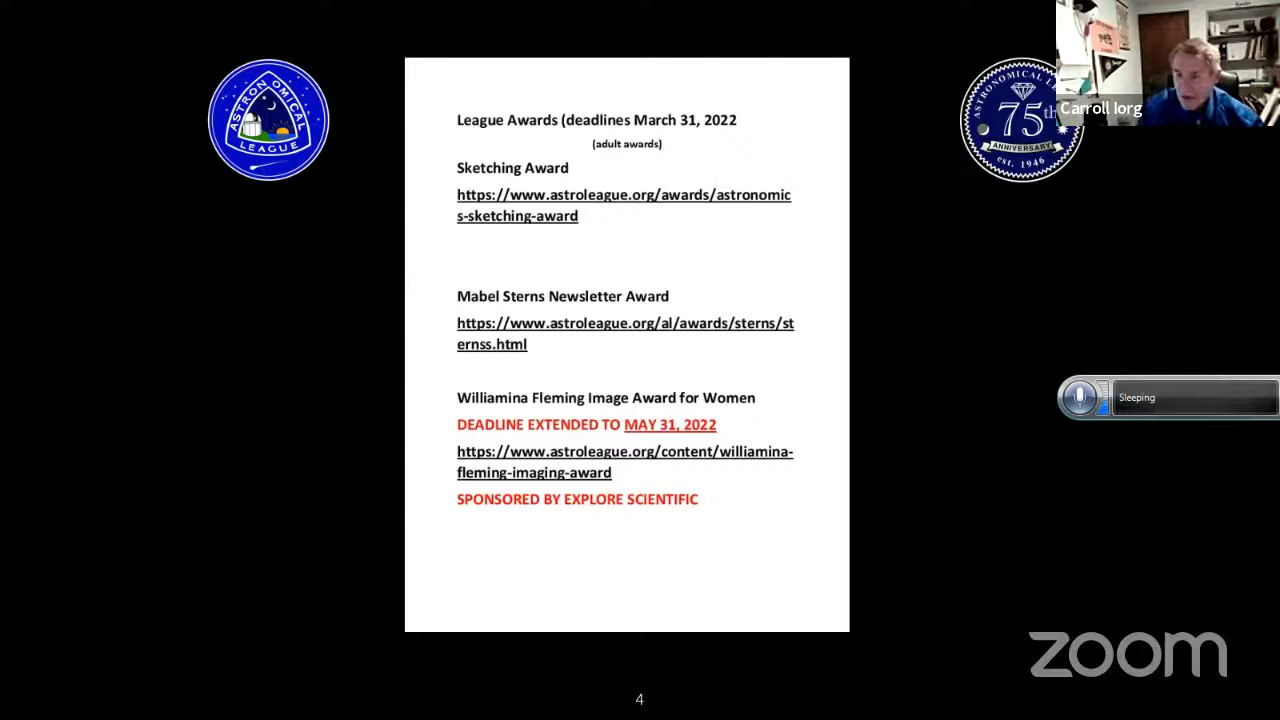 ASTRONOMICAL
LEAGUE
League Awards (deadlines March 31, 2022
(adult awards)
Sketching Award
https://www.astroleague.org/awards/astronomic
s-sketching-award
Mabel Sterns Newsletter Award
https://www.astroleague.org/al/awards/sterns/st
ernss.html
Williamina Fleming Image Award for Women
DEADLINE EXTENDED TO MAY 31, 2022
https://www.astroleague.org/content/williamina-
fleming-imaging-award
SPONSORED BY EXPLORE SCIENTIFIC
ASTRONOMICAL
75th
ANNIVERSARY
est. 1946
Carroll Iorg
Sleeping
zoom
4